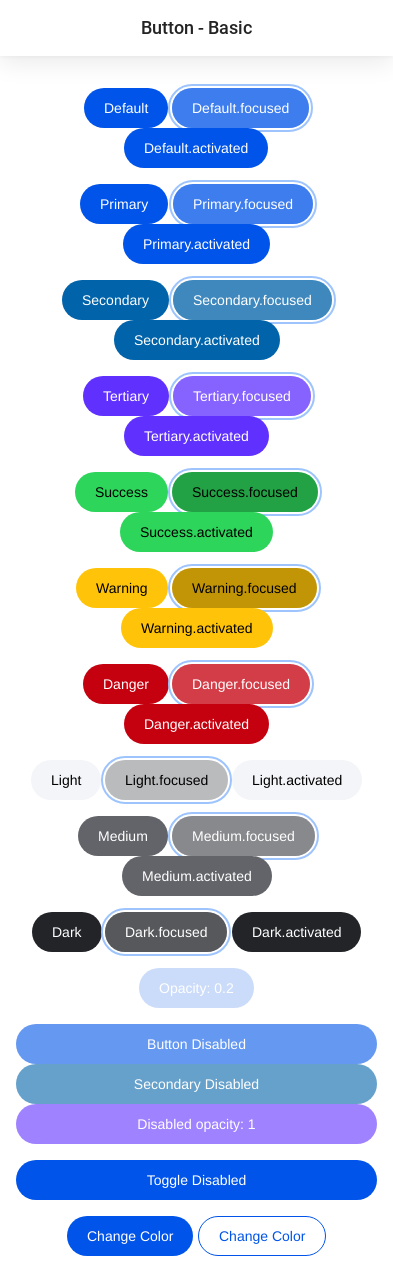 Button - Basic
Default Default.focused
Default.activated
Primary Primary.focused
Primary.activated
Secondary Secondary.focused
Secondary.activated
Tertiary Tertiary.focused
Tertiary.activated
Success Success.focused
Success.activated
Warning Warning.focused
Warning.activated
Danger Danger.focused
Danger.activated
Light Light.focused Light.activated
Medium Medium.focused
Medium.activated
Dark Dark.focused Dark.activated
Opacity: 0.2
Button Disabled
Secondary Disabled
Disabled opacity: 1
Toggle Disabled
Change Color Change Color